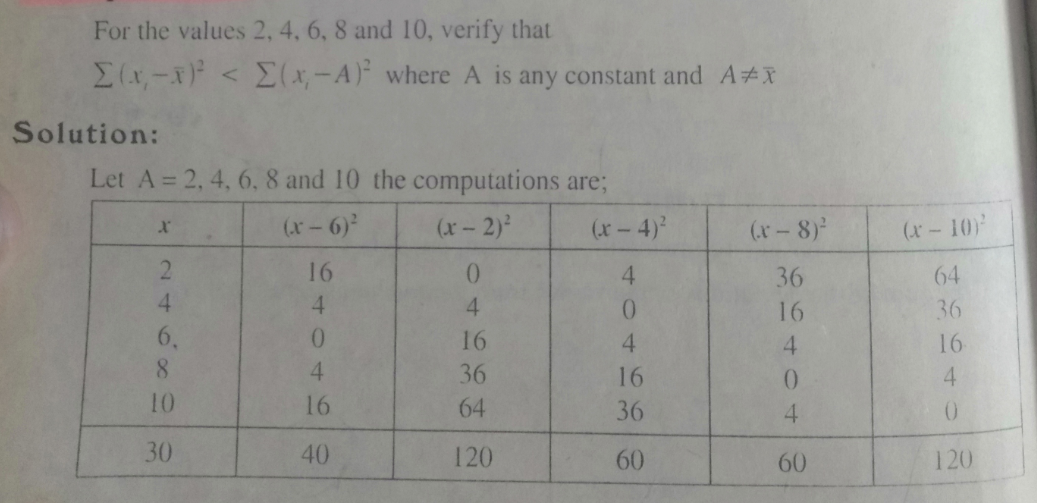 For the values 2, 4, 6, 8 and 10, verify that
∑(xᵢ−x̄)² < ∑(xᵢ−A)² where A is any constant and A≠x̄
Solution:
Let A = 2, 4, 6, 8 and 10 the computations are;
x (x − 6)² (x − 2)² (x − 4)² (x − 8)² (x − 10)²
2 16 0 4 36 64
4 4 4 0 16 36
6, 0 16 4 4 16
8 4 36 16 0 4
10 16 64 36 4 0
30 40 120 60 60 120